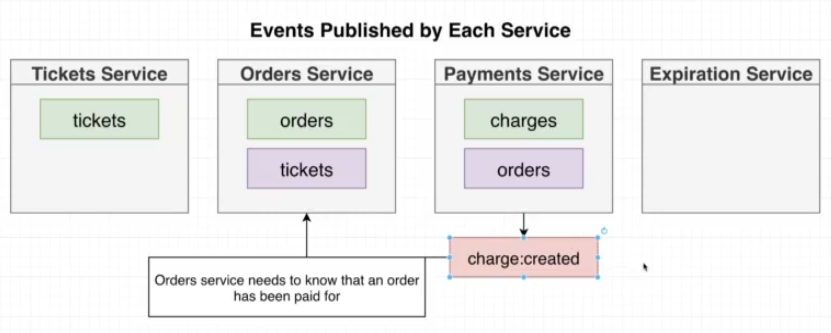 Events Published by Each Service
Tickets Service
Orders Service
Payments Service
Expiration Service
tickets
orders
charges
tickets
orders
charge:created
Orders service needs to know that an order
has been paid for